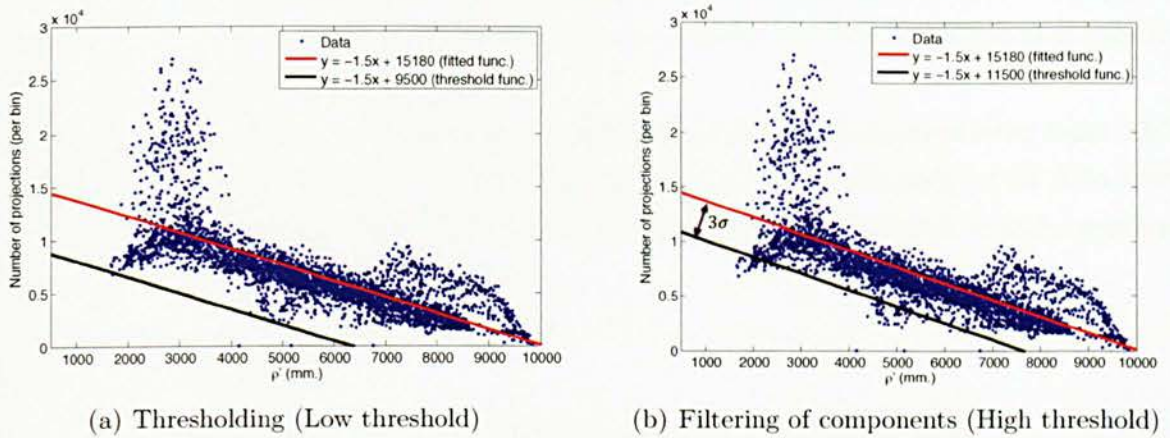 × 10⁴
3
2.5
2
1.5
1
0.5
0
Number of projections (per bin)
Data
y = −1.5x + 15180 (fitted func.)
y = −1.5x + 9500 (threshold func.)
1000 2000 3000 4000 5000 6000 7000 8000 9000 10000
ρ' (mm.)
(a) Thresholding (Low threshold)
× 10⁴
3
2.5
2
1.5
1
0.5
0
Number of projections (per bin)
Data
y = −1.5x + 15180 (fitted func.)
y = −1.5x + 11500 (threshold func.)
3σ
1000 2000 3000 4000 5000 6000 7000 8000 9000 10000
ρ' (mm.)
(b) Filtering of components (High threshold)